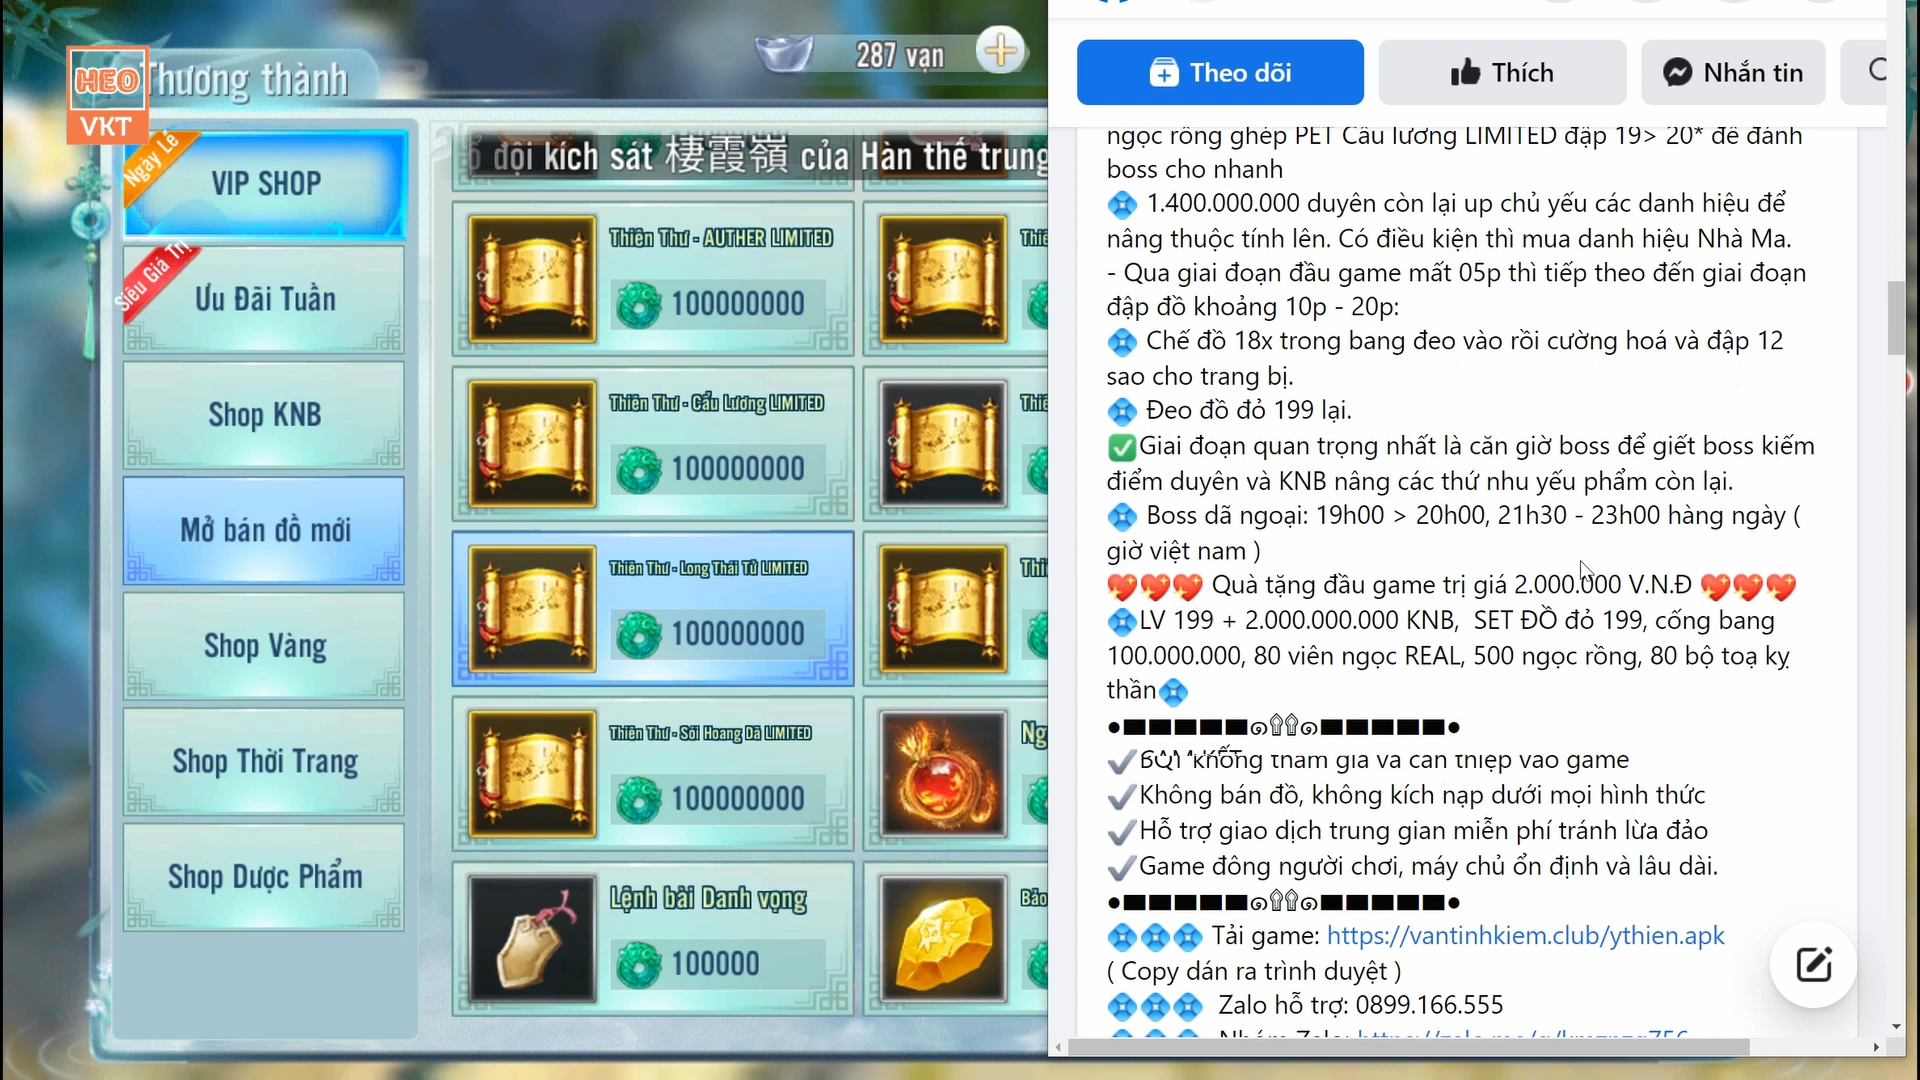 HEO
VKT
Thương thành
287 vạn
Ngày Lễ
VIP SHOP
Siêu Giá Trị
Ưu Đãi Tuần
Shop KNB
Mở bán đồ mới
Shop Vàng
Shop Thời Trang
Shop Dược Phẩm
đội kích sát 棲霞嶺 của Hàn thế trung
Thiên Thư - AUTHER LIMITED
100000000
Thiên Thư - Cẩu Lương LIMITED
100000000
Thiên Thư - Long Thái Tử LIMITED
100000000
Thiên Thư - Sói Hoang Dã LIMITED
100000000
Lệnh bài Danh vọng
100000
Theo dõi
Thích
Nhắn tin
ngọc rồng ghép PET Cẩu lương LIMITED đập 19> 20* để đánh
boss cho nhanh
💠 1.400.000.000 duyên còn lại up chủ yếu các danh hiệu để
nâng thuộc tính lên. Có điều kiện thì mua danh hiệu Nhà Ma.
- Qua giai đoạn đầu game mất 05p thì tiếp theo đến giai đoạn
đập đồ khoảng 10p - 20p:
💠 Chế đồ 18x trong bang đeo vào rồi cường hoá và đập 12
sao cho trang bị.
💠 Đeo đồ đỏ 199 lại.
✅Giai đoạn quan trọng nhất là căn giờ boss để giết boss kiếm
điểm duyên và KNB nâng các thứ nhu yếu phẩm còn lại.
💠 Boss dã ngoại: 19h00 > 20h00, 21h30 - 23h00 hàng ngày (
giờ việt nam )
💖💖💖 Quà tặng đầu game trị giá 2.000.000 V.N.Đ 💖💖💖
💠LV 199 + 2.000.000.000 KNB, SET ĐỒ đỏ 199, cống bang
100.000.000, 80 viên ngọc REAL, 500 ngọc rồng, 80 bộ toạ kỵ
thần💠
●■■■■■๑۩۩๑■■■■■●
✔ không tham gia và can thiệp vào game
✔Không bán đồ, không kích nạp dưới mọi hình thức
✔Hỗ trợ giao dịch trung gian miễn phí tránh lừa đảo
✔Game đông người chơi, máy chủ ổn định và lâu dài.
●■■■■■๑۩۩๑■■■■■●
💠💠💠 Tải game: https://vantinhkiem.club/ythien.apk
( Copy dán ra trình duyệt )
💠💠💠 Zalo hỗ trợ: 0899.166.555
💠💠💠 Nhóm Zalo: